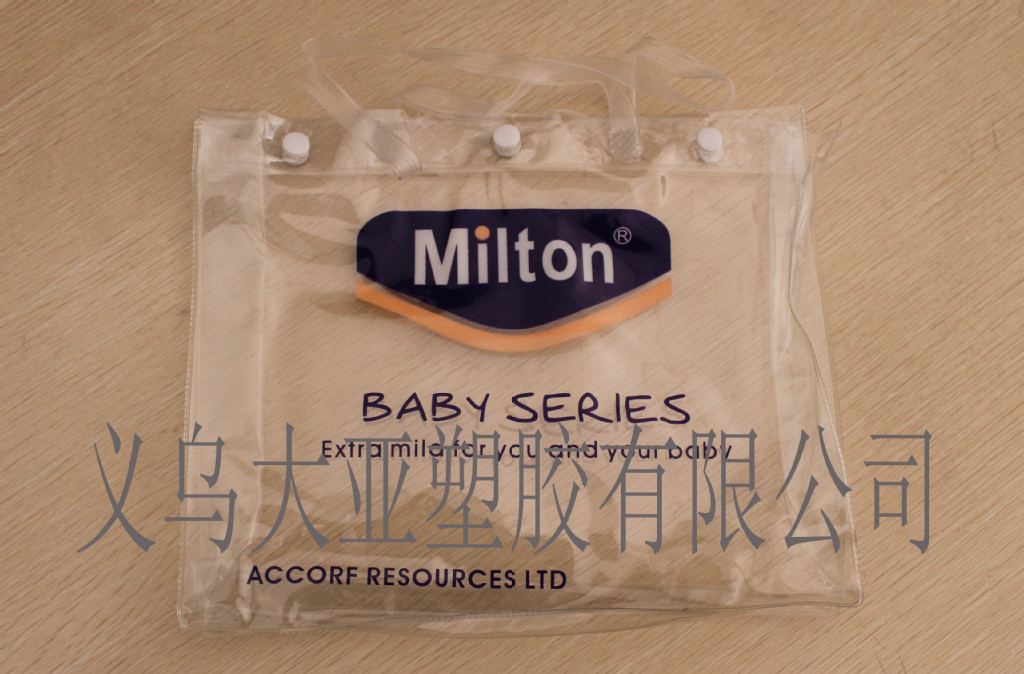 Milton®
BABY SERIES
Extra mild for you and your baby
义乌大亚塑胶有限公司
ACCORF RESOURCES LTD